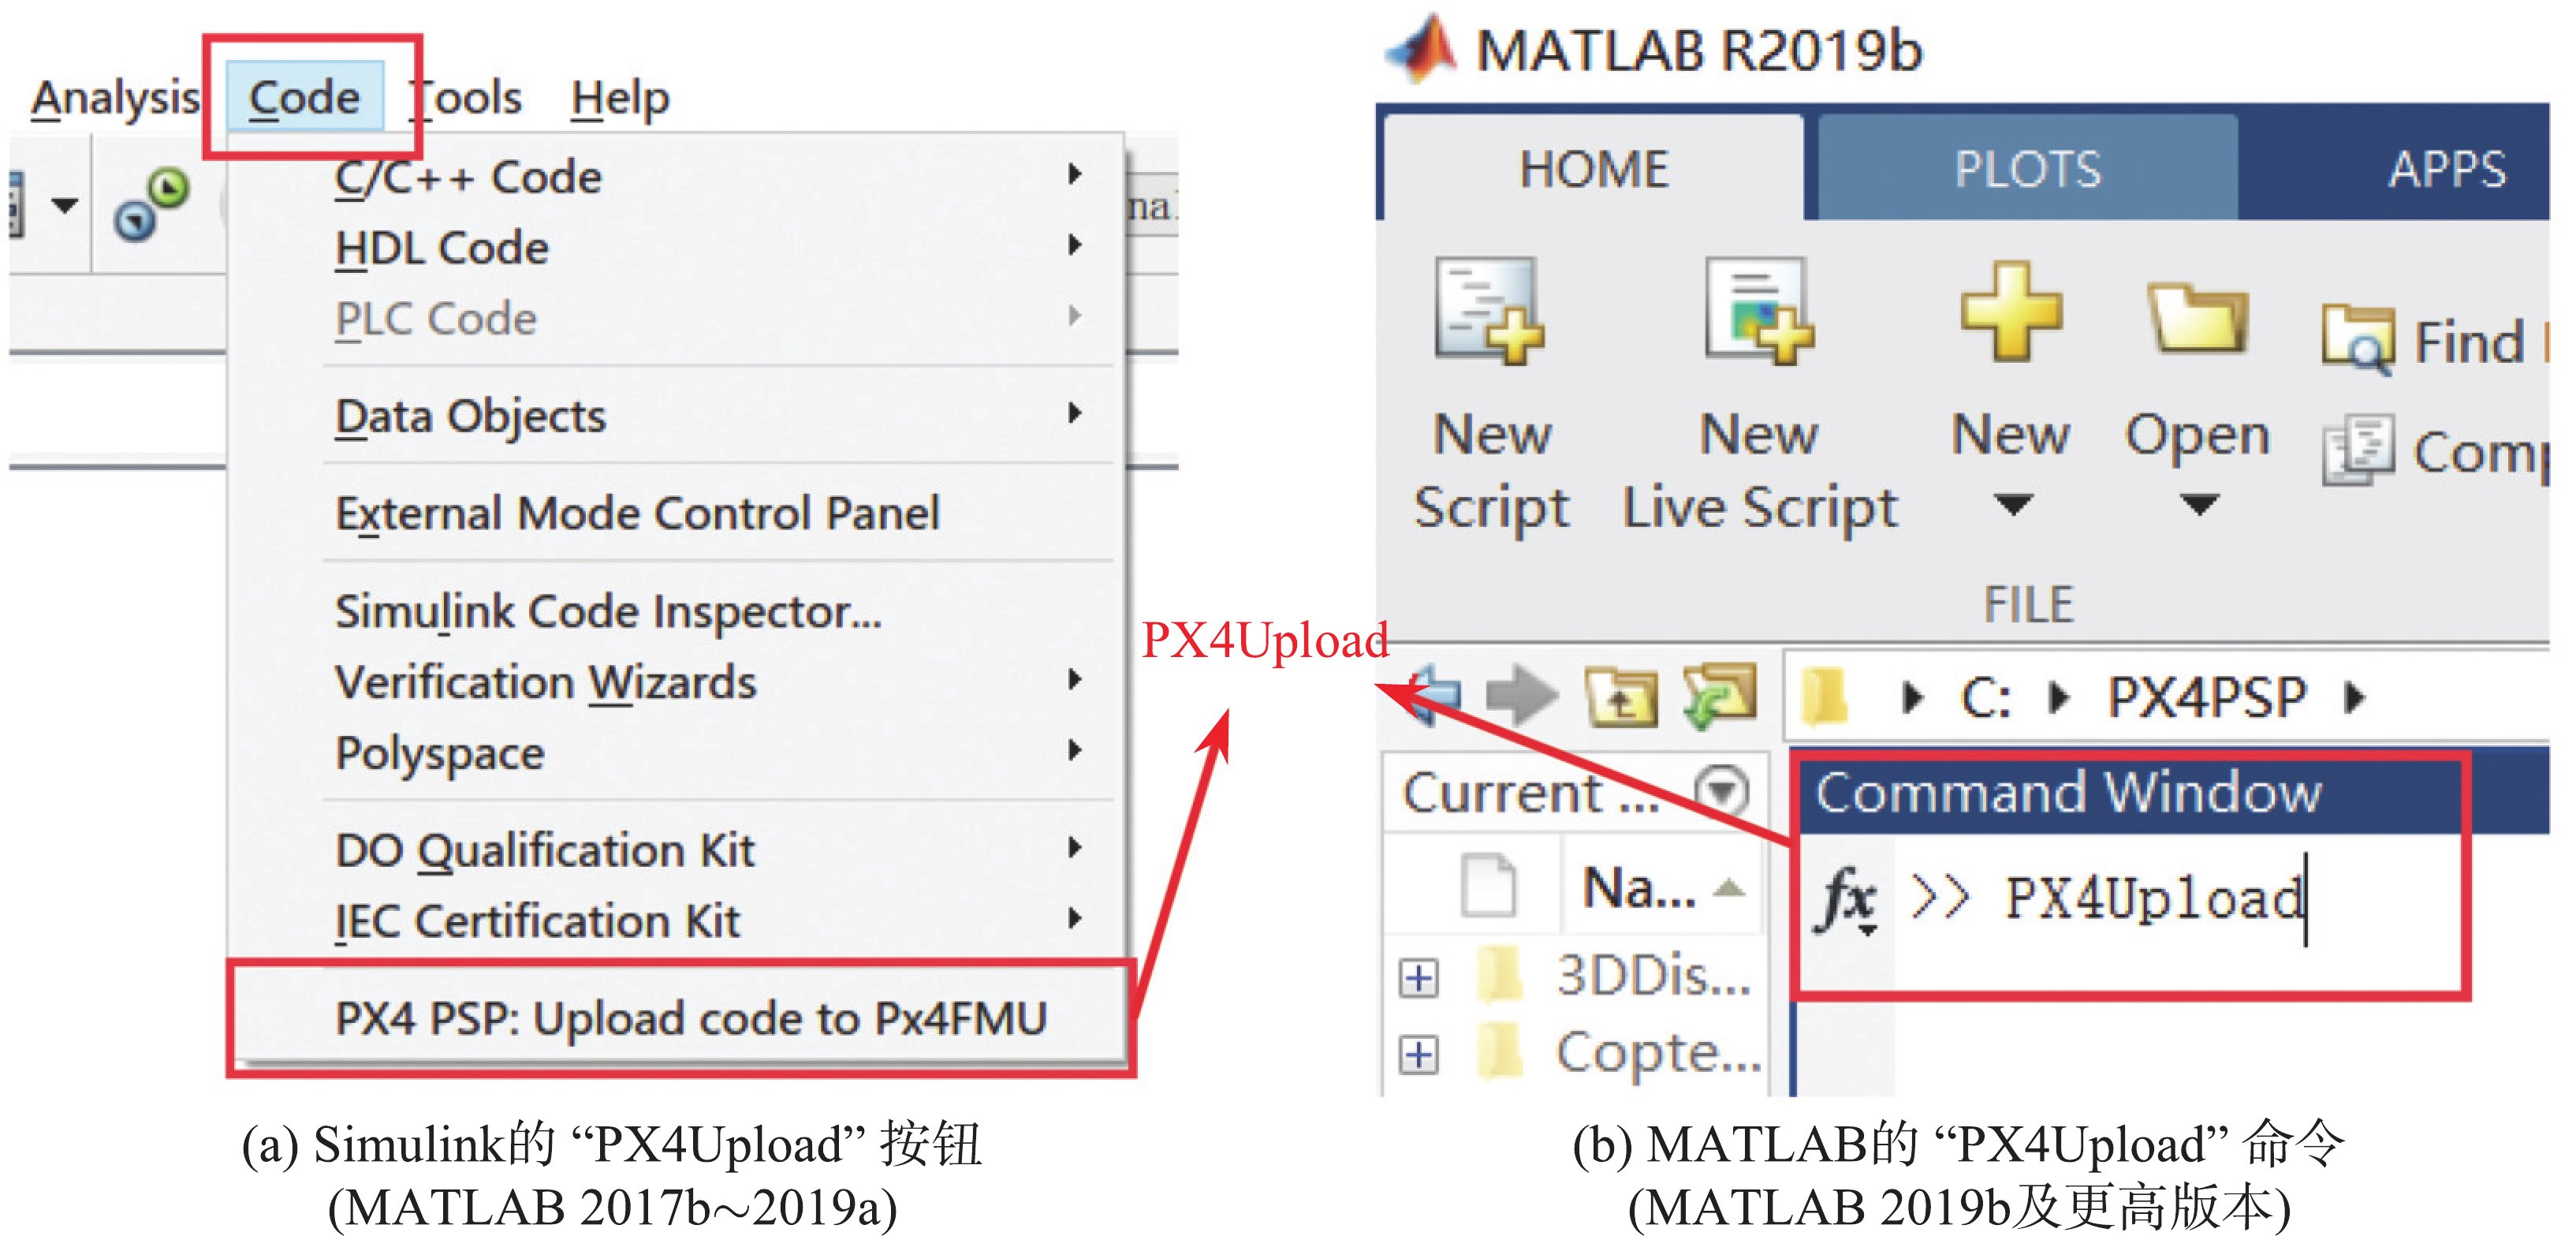 Analysis Code Tools Help
C/C++ Code
HDL Code
PLC Code
Data Objects
External Mode Control Panel
Simulink Code Inspector...
Verification Wizards
Polyspace
DO Qualification Kit
IEC Certification Kit
PX4 PSP: Upload code to Px4FMU
PX4Upload
MATLAB R2019b
HOME PLOTS APPS
New Script
New Live Script
New
Open
Find
FILE
C: PX4PSP
Current ...
Na...
3DDis...
Copte...
Command Window
fx >> PX4Upload
(a) Simulink的 “PX4Upload” 按钮
(MATLAB 2017b~2019a)
(b) MATLAB的 “PX4Upload” 命令
(MATLAB 2019b及更高版本)